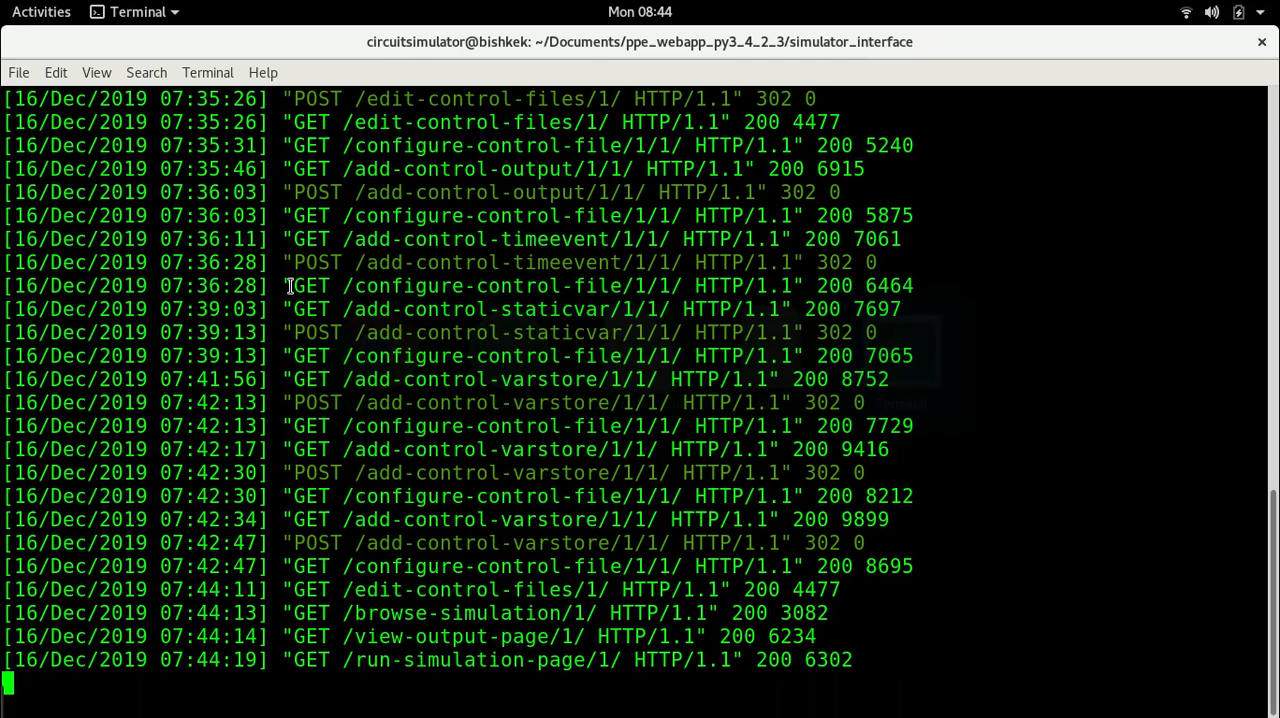 Activities Terminal Mon 08:44
circuitsimulator@bishkek: ~/Documents/ppe_webapp_py3_4_2_3/simulator_interface ×
File Edit View Search Terminal Help
[16/Dec/2019 07:35:26] "POST /edit-control-files/1/ HTTP/1.1" 302 0
[16/Dec/2019 07:35:26] "GET /edit-control-files/1/ HTTP/1.1" 200 4477
[16/Dec/2019 07:35:31] "GET /configure-control-file/1/1/ HTTP/1.1" 200 5240
[16/Dec/2019 07:35:46] "GET /add-control-output/1/1/ HTTP/1.1" 200 6915
[16/Dec/2019 07:36:03] "POST /add-control-output/1/1/ HTTP/1.1" 302 0
[16/Dec/2019 07:36:03] "GET /configure-control-file/1/1/ HTTP/1.1" 200 5875
[16/Dec/2019 07:36:11] "GET /add-control-timeevent/1/1/ HTTP/1.1" 200 7061
[16/Dec/2019 07:36:28] "POST /add-control-timeevent/1/1/ HTTP/1.1" 302 0
[16/Dec/2019 07:36:28] "GET /configure-control-file/1/1/ HTTP/1.1" 200 6464
[16/Dec/2019 07:39:03] "GET /add-control-staticvar/1/1/ HTTP/1.1" 200 7697
[16/Dec/2019 07:39:13] "POST /add-control-staticvar/1/1/ HTTP/1.1" 302 0
[16/Dec/2019 07:39:13] "GET /configure-control-file/1/1/ HTTP/1.1" 200 7065
[16/Dec/2019 07:41:56] "GET /add-control-varstore/1/1/ HTTP/1.1" 200 8752
[16/Dec/2019 07:42:13] "POST /add-control-varstore/1/1/ HTTP/1.1" 302 0
[16/Dec/2019 07:42:13] "GET /configure-control-file/1/1/ HTTP/1.1" 200 7729
[16/Dec/2019 07:42:17] "GET /add-control-varstore/1/1/ HTTP/1.1" 200 9416
[16/Dec/2019 07:42:30] "POST /add-control-varstore/1/1/ HTTP/1.1" 302 0
[16/Dec/2019 07:42:30] "GET /configure-control-file/1/1/ HTTP/1.1" 200 8212
[16/Dec/2019 07:42:34] "GET /add-control-varstore/1/1/ HTTP/1.1" 200 9899
[16/Dec/2019 07:42:47] "POST /add-control-varstore/1/1/ HTTP/1.1" 302 0
[16/Dec/2019 07:42:47] "GET /configure-control-file/1/1/ HTTP/1.1" 200 8695
[16/Dec/2019 07:44:11] "GET /edit-control-files/1/ HTTP/1.1" 200 4477
[16/Dec/2019 07:44:13] "GET /browse-simulation/1/ HTTP/1.1" 200 3082
[16/Dec/2019 07:44:14] "GET /view-output-page/1/ HTTP/1.1" 200 6234
[16/Dec/2019 07:44:19] "GET /run-simulation-page/1/ HTTP/1.1" 200 6302